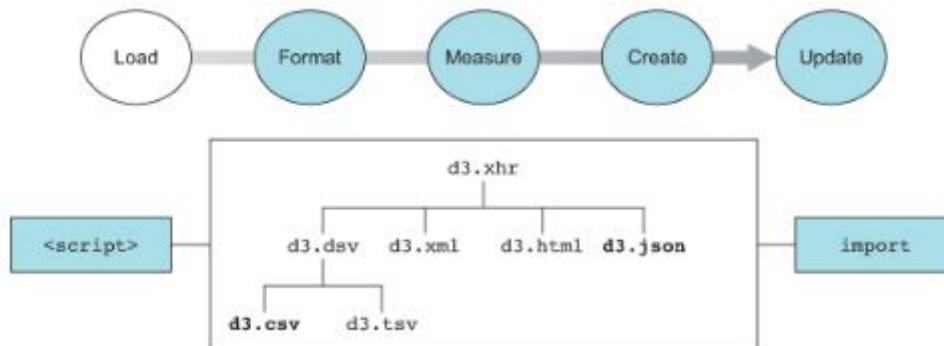 Load Format Measure Create Update
d3.xhr
<script> d3.dsv d3.xml d3.html d3.json import
d3.csv d3.tsv